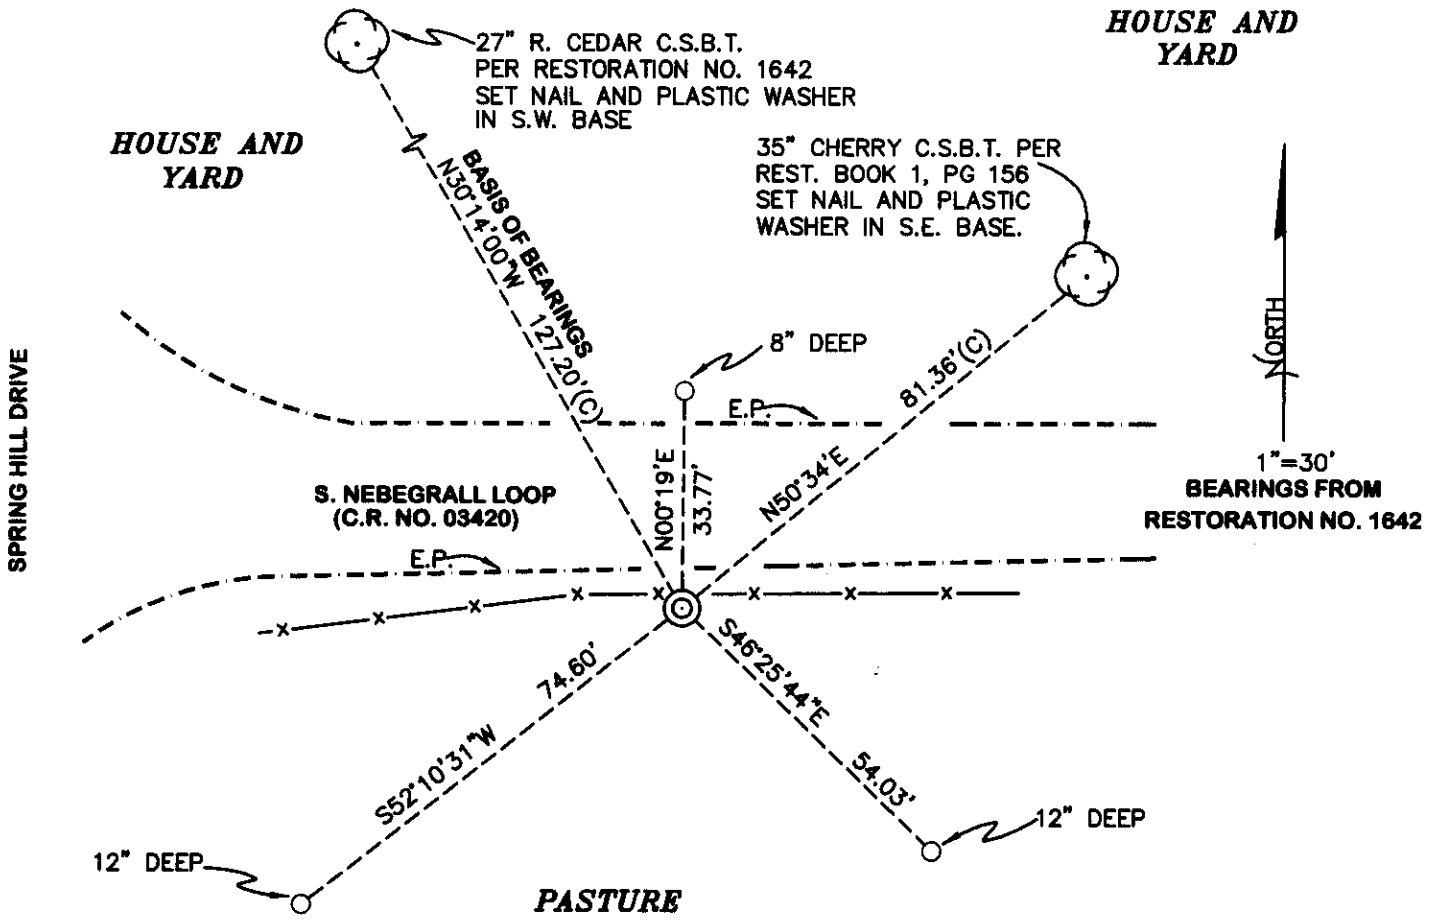 HOUSE AND
YARD
27" R. CEDAR C.S.B.T.
PER RESTORATION NO. 1642
SET NAIL AND PLASTIC WASHER
IN S.W. BASE
HOUSE AND
YARD
35" CHERRY C.S.B.T. PER
REST. BOOK 1, PG 156
SET NAIL AND PLASTIC
WASHER IN S.E. BASE.
BASIS OF BEARINGS
N30°14'00"W 127.20'(C)
8" DEEP
E.P.
81.36'(C)
N50°34'E
N00°19'E
33.77'
NORTH
1"=30'
BEARINGS FROM
RESTORATION NO. 1642
SPRING HILL DRIVE
S. NEBEGRALL LOOP
(C.R. NO. 03420)
E.P.
x x x x x x x x
74.60'
S52°10'31"W
S46°25'44"E
54.03'
12" DEEP
12" DEEP
PASTURE